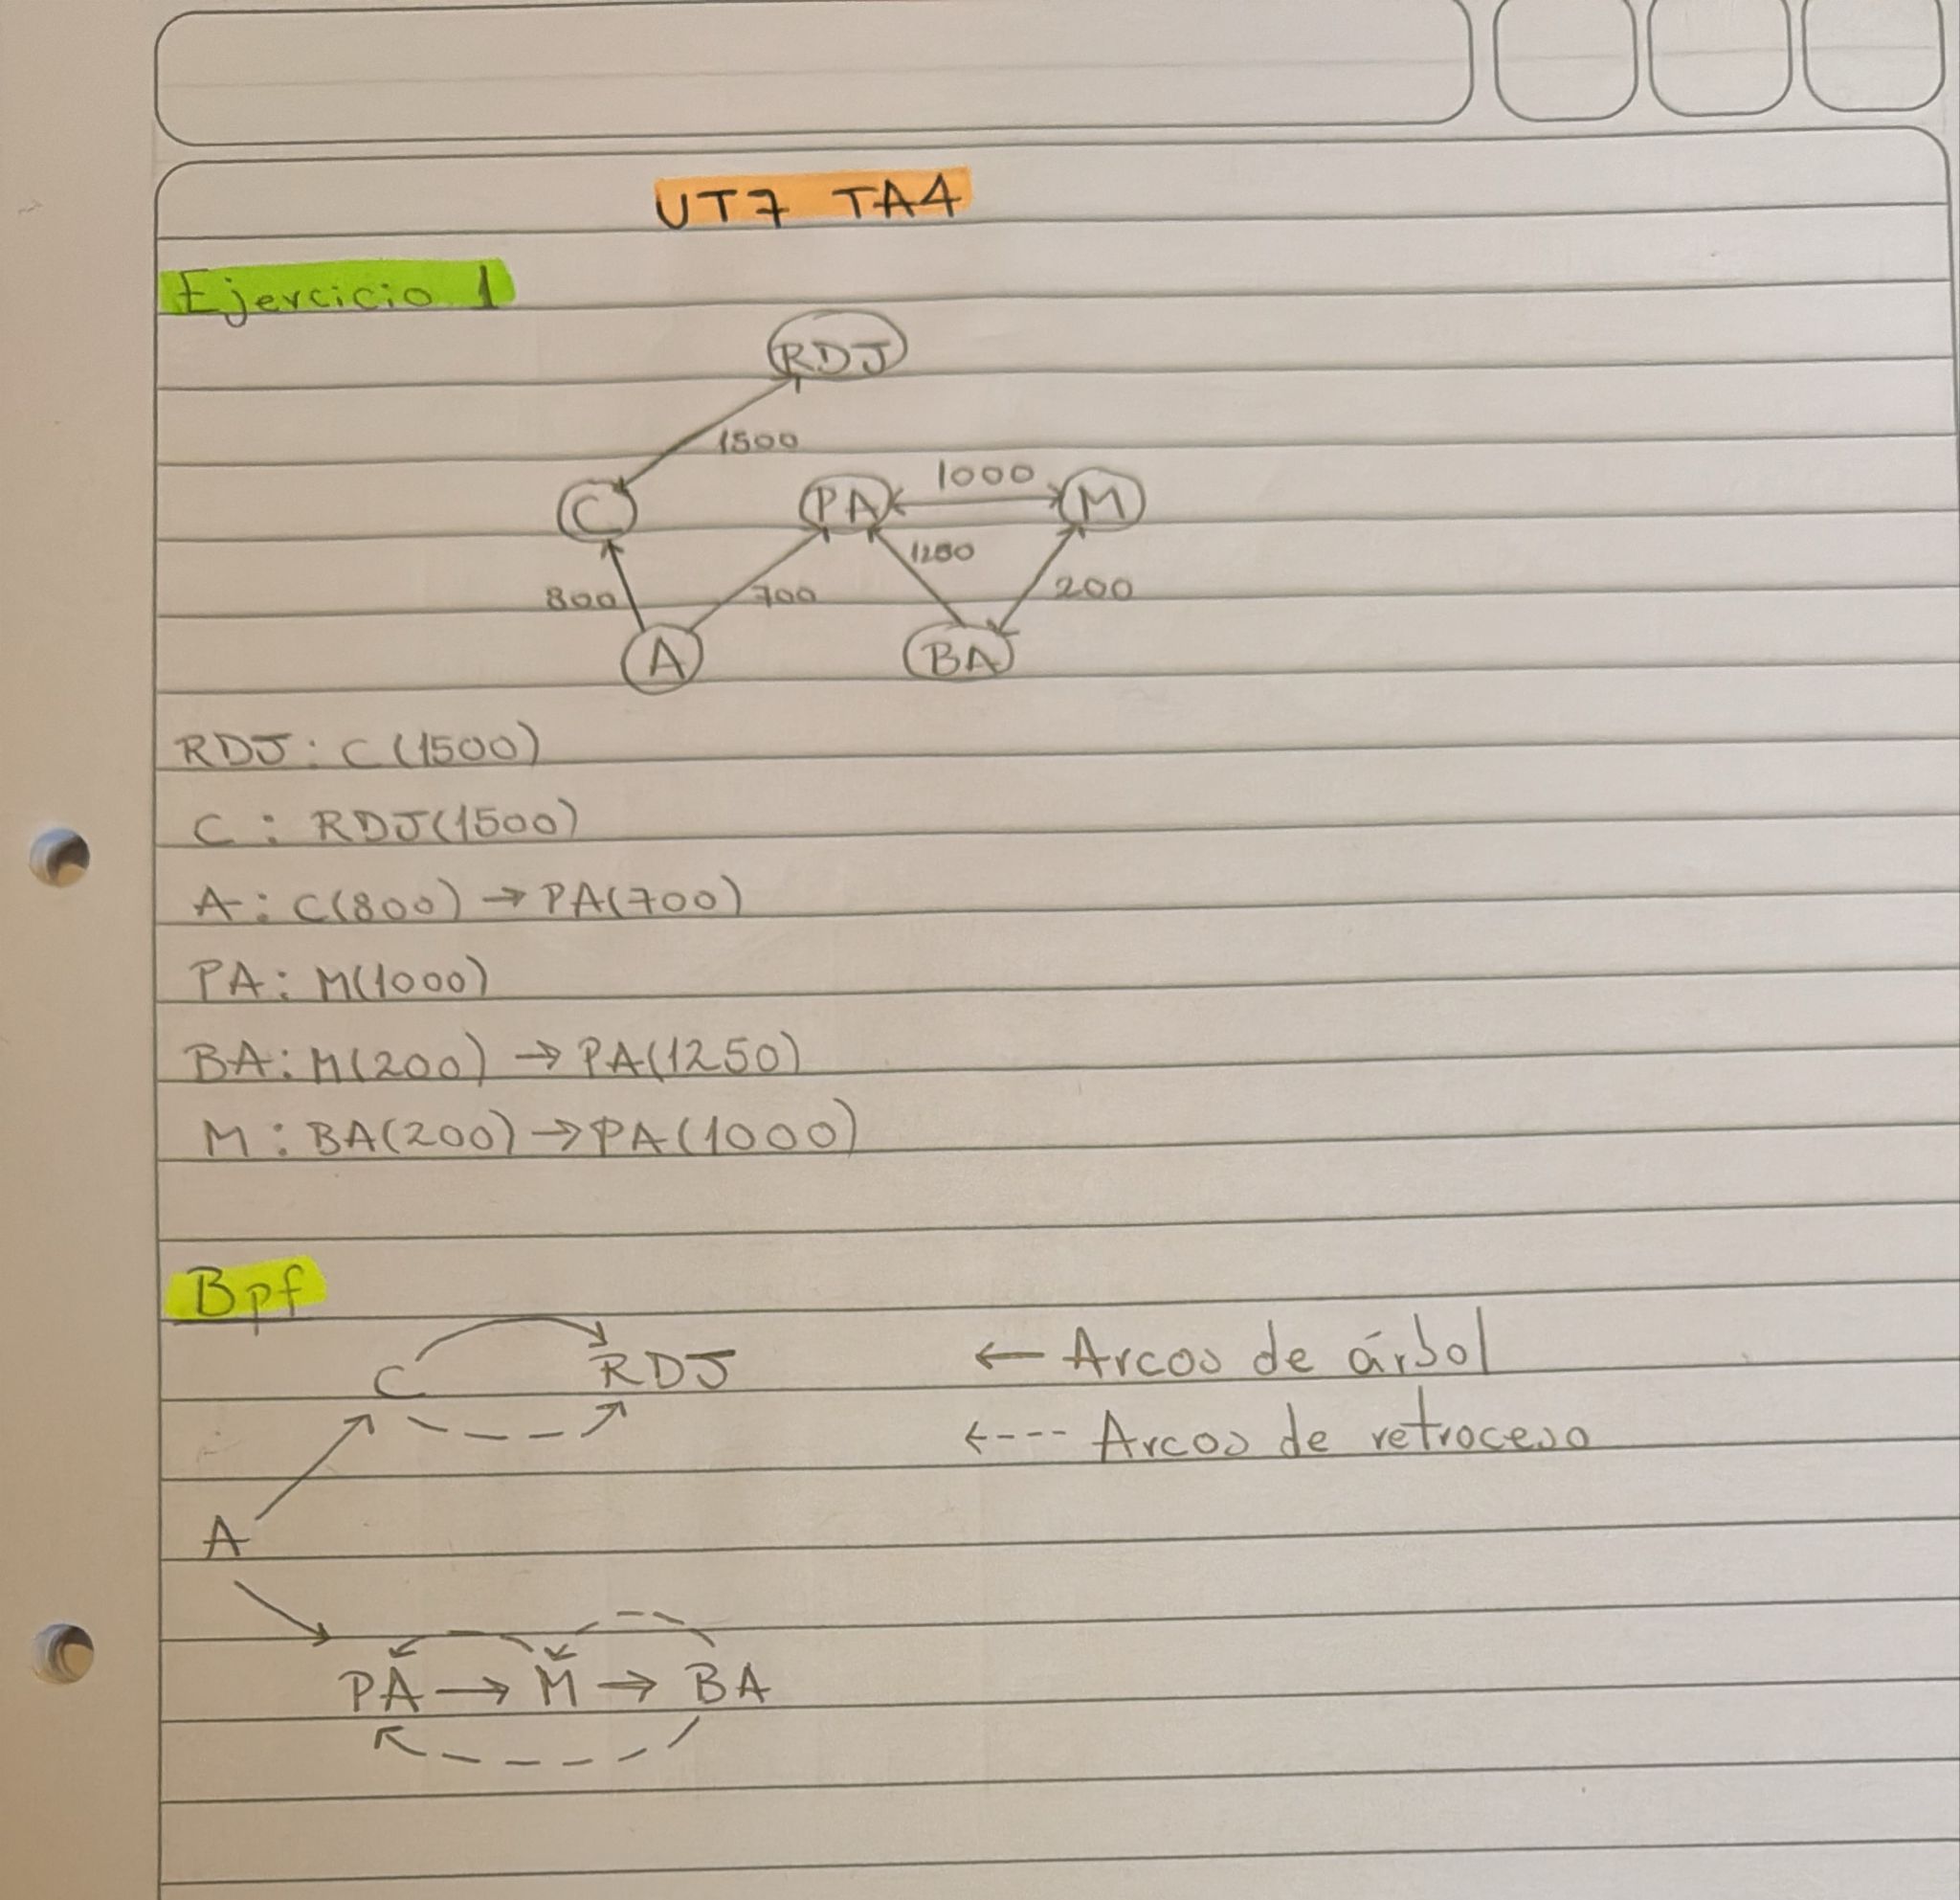 UT7 TA4
Ejercicio 1
RDJ
1500
C PA 1000 M
1250
800 700 200
A BA
RDJ: C(1500)
C: RDJ(1500)
A: C(800) → PA(700)
PA: M(1000)
BA: M(200) → PA(1250)
M: BA(200) → PA(1000)
Bpf
C RDJ ← Arcos de árbol
←---- Arcos de retroceso
A
PA → M → BA